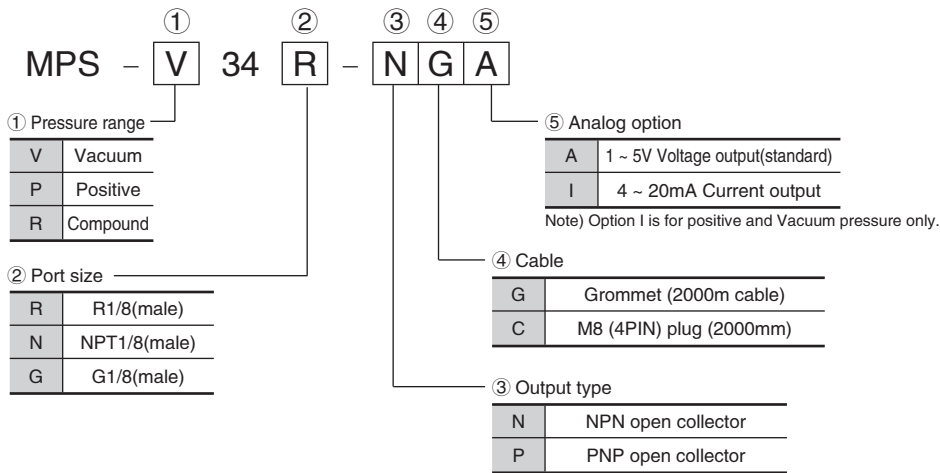 ① ② ③ ④ ⑤
MPS – V 34 R – N G A
① Pressure range
V Vacuum
P Positive
R Compound
② Port size
R R1/8(male)
N NPT1/8(male)
G G1/8(male)
⑤ Analog option
A 1 ~ 5V Voltage output(standard)
I 4 ~ 20mA Current output
Note) Option I is for positive and Vacuum pressure only.
④ Cable
G Grommet (2000m cable)
C M8 (4PIN) plug (2000mm)
③ Output type
N NPN open collector
P PNP open collector